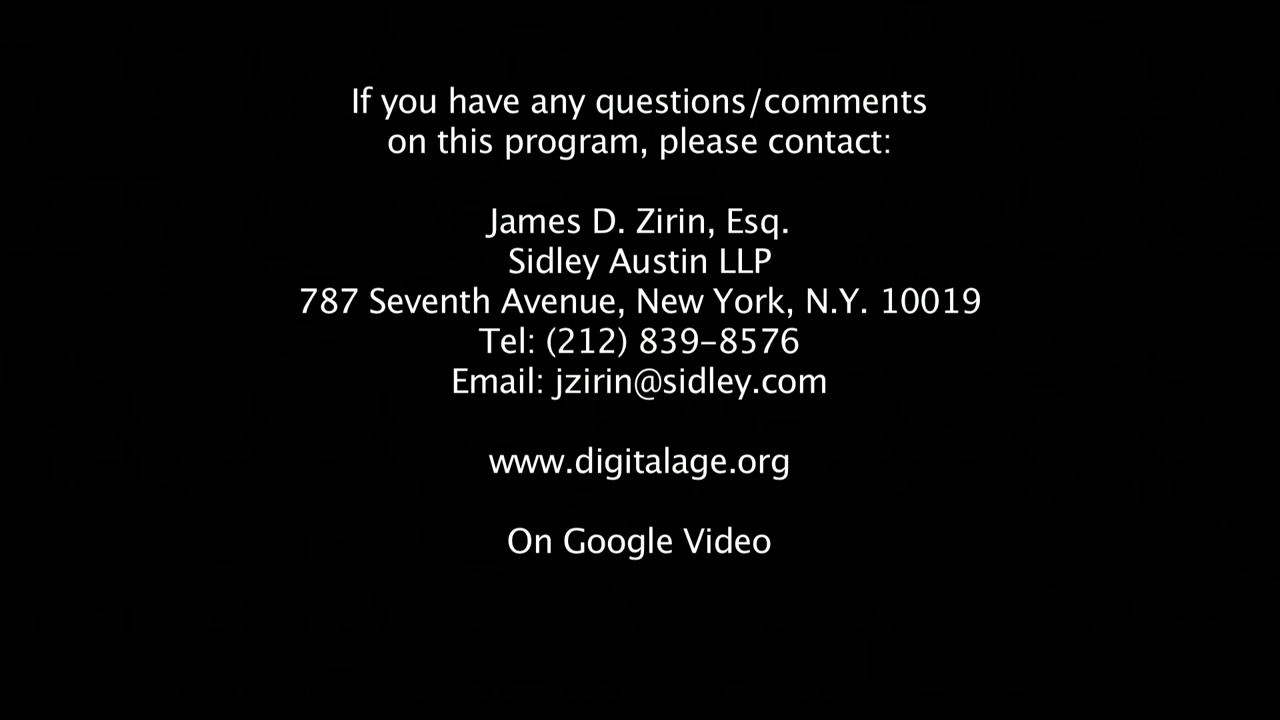 If you have any questions/comments
on this program, please contact:
James D. Zirin, Esq.
Sidley Austin LLP
787 Seventh Avenue, New York, N.Y. 10019
Tel: (212) 839-8576
Email: jzirin@sidley.com
www.digitalage.org
On Google Video